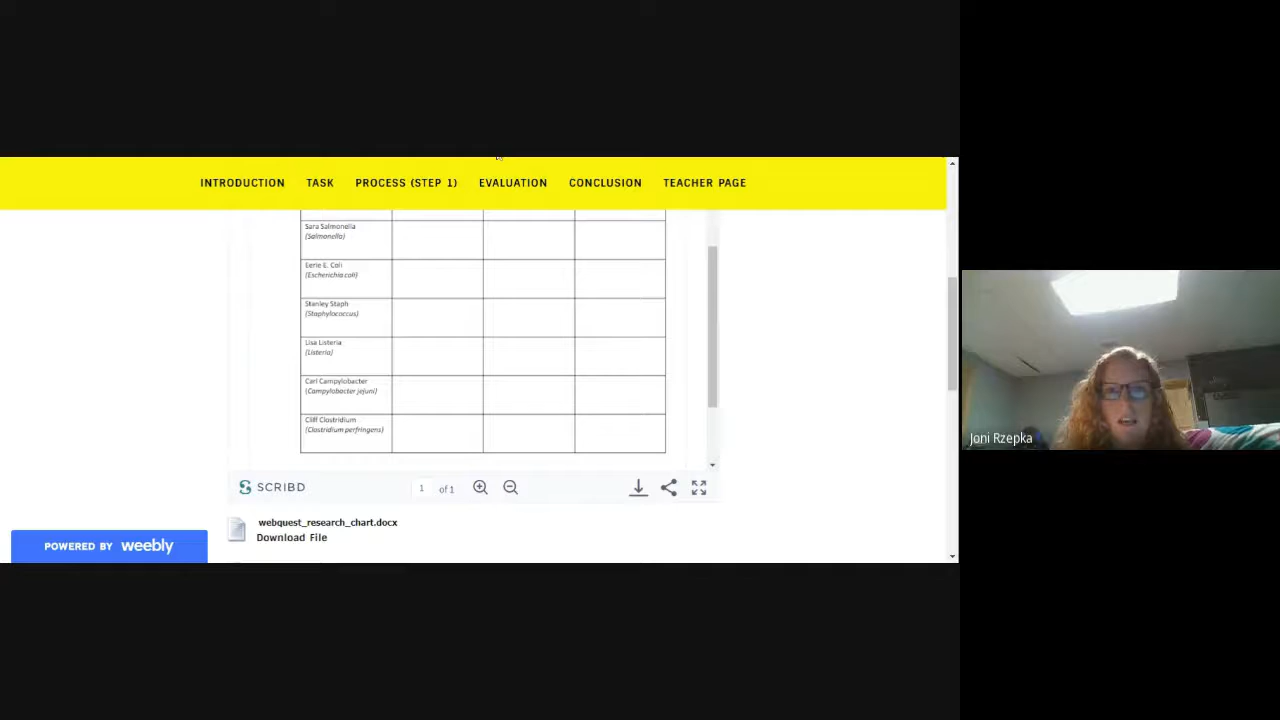 INTRODUCTION TASK PROCESS (STEP 1) EVALUATION CONCLUSION TEACHER PAGE
Sara Salmonella
(Salmonella)
Eerie E. Coli
(Escherichia coli)
Stanley Staph
(Staphylococcus)
Lisa Listeria
(Listeria)
Carl Campylobacter
(Campylobacter jejuni)
Cliff Clostridium
(Clostridium perfringens)
SCRIBD 1 of 1
webquest_research_chart.docx
Download File
POWERED BY weebly
Joni Rzepka